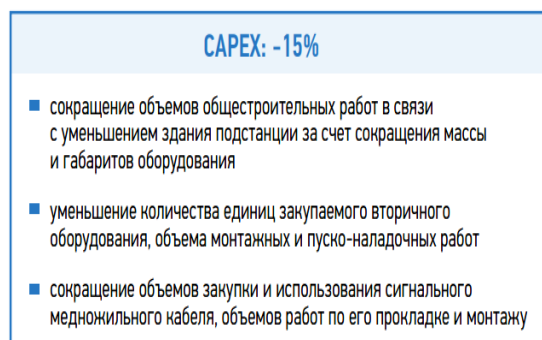 CAPEX: -15%
сокращение объемов общестроительных работ в связи
с уменьшением здания подстанции за счет сокращения массы
и габаритов оборудования
уменьшение количества единиц закупаемого вторичного
оборудования, объема монтажных и пуско-наладочных работ
сокращение объемов закупки и использования сигнального
медножильного кабеля, объемов работ по его прокладке и монтажу